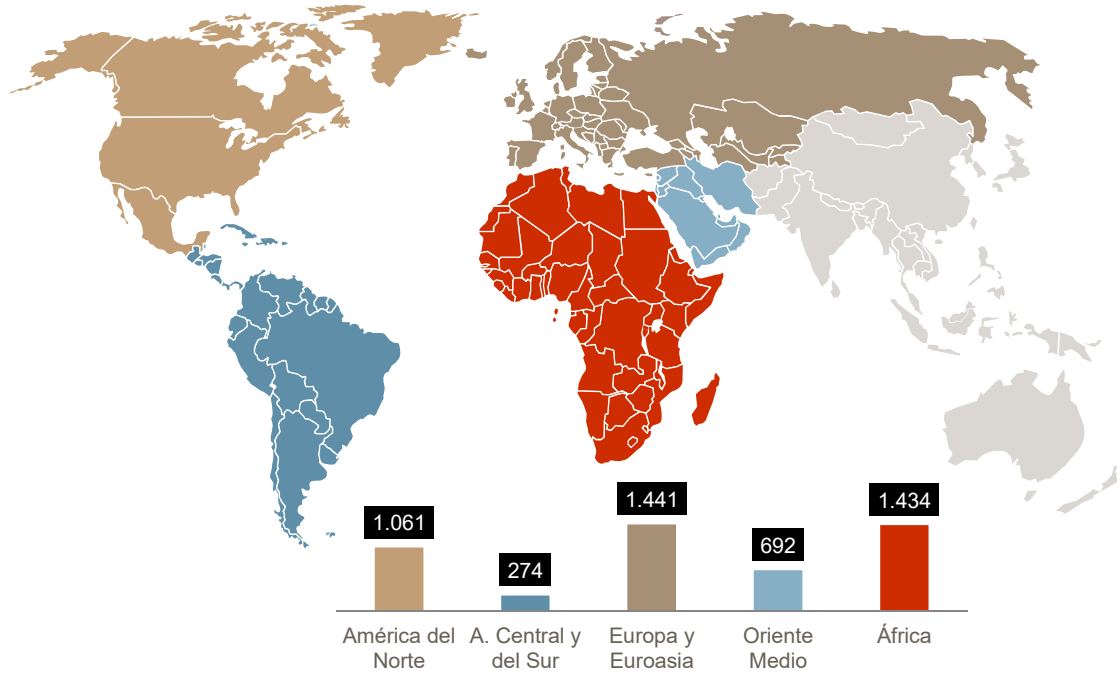 1.061
274
1.441
692
1.434
América del
Norte
A. Central y
del Sur
Europa y
Euroasia
Oriente
Medio
África